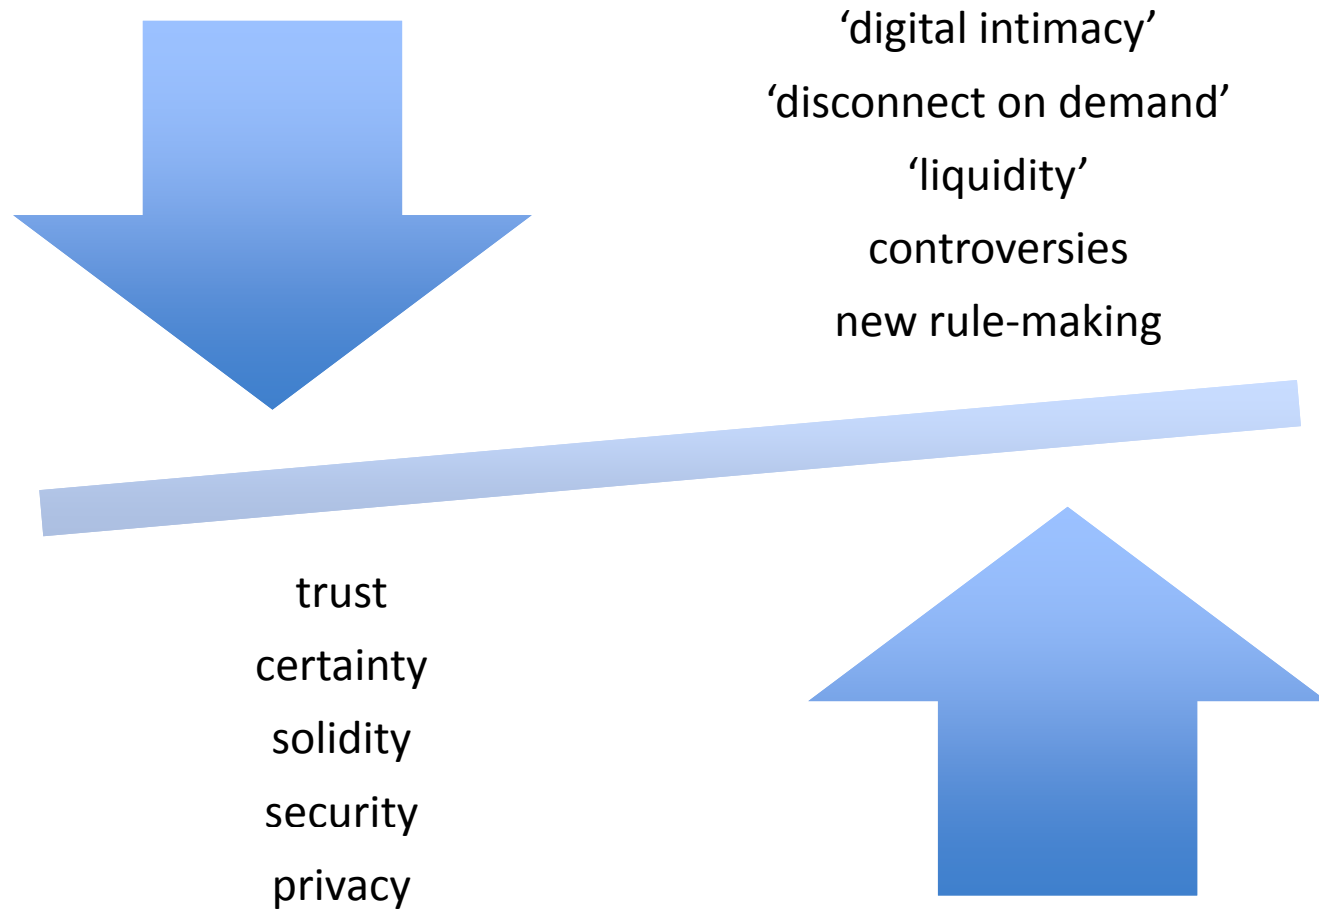 ‘digital intimacy’
‘disconnect on demand’
‘liquidity’
controversies
new rule-making
trust
certainty
solidity
security
privacy